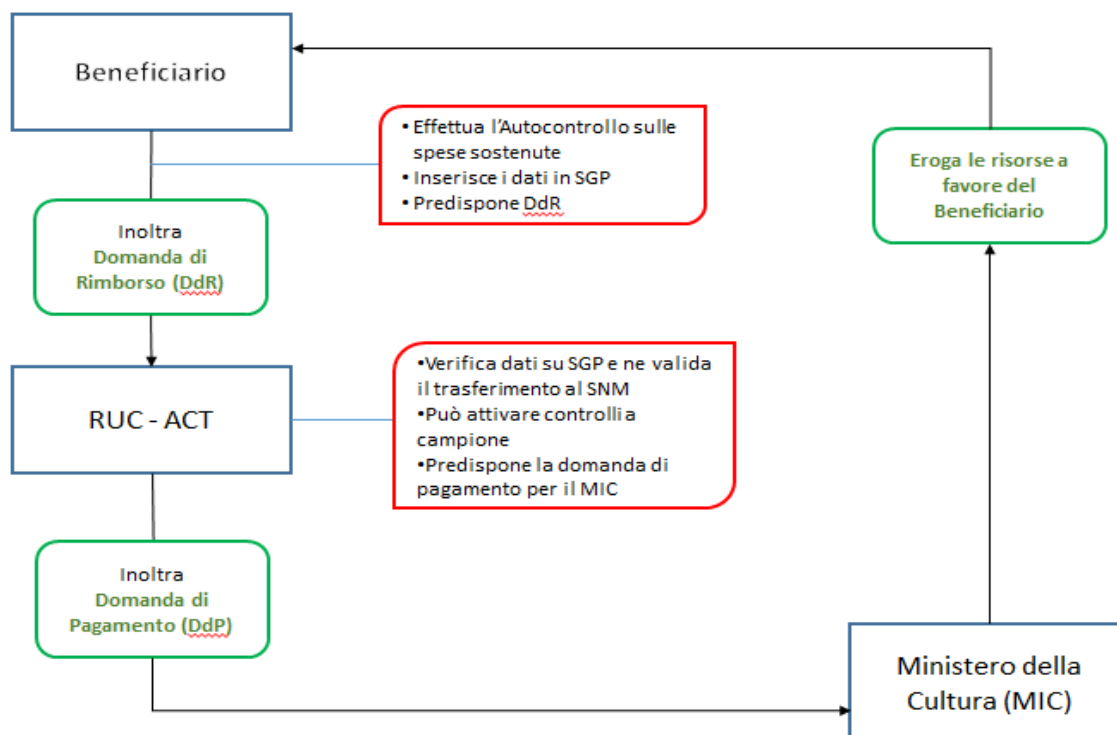 Beneficiario
• Effettua l'Autocontrollo sulle
spese sostenute
• Inserisce i dati in SGP
• Predispone DdR
Eroga le risorse a
favore del
Beneficiario
Inoltra
Domanda di
Rimborso (DdR)
•Verifica dati su SGP e ne valida
il trasferimento al SNM
•Può attivare controlli a
campione
•Predispone la domanda di
pagamento per il MIC
RUC - ACT
Inoltra
Domanda di
Pagamento (DdP)
Ministero della
Cultura (MIC)